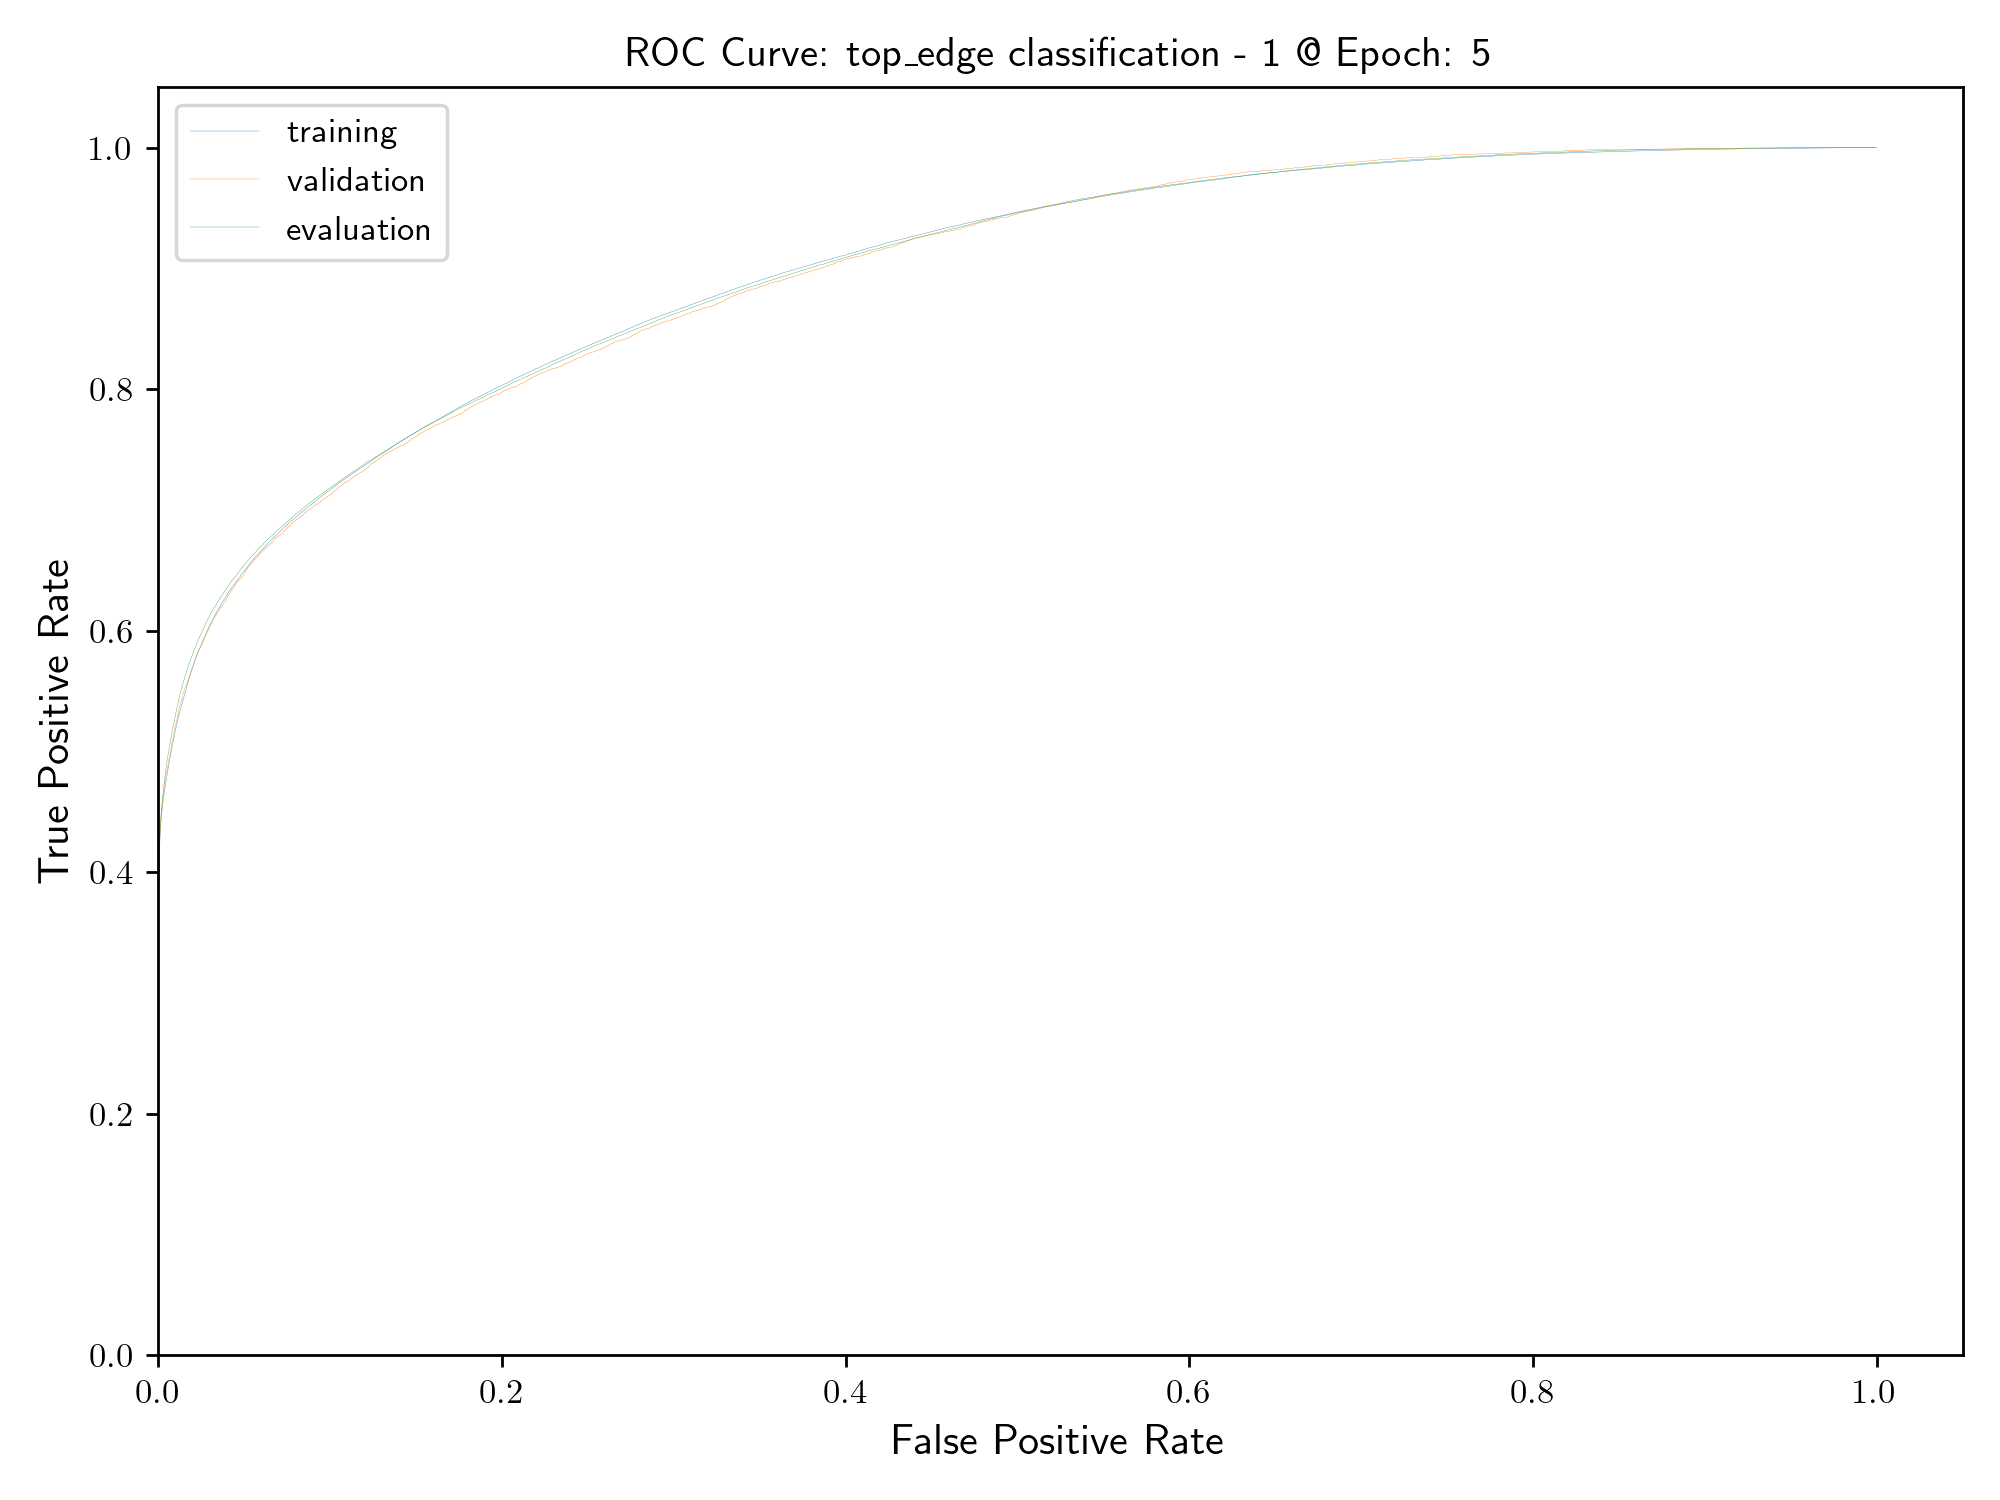 ROC Curve: top_edge classification - 1 @ Epoch: 5
training
validation
evaluation
True Positive Rate
1.0
0.8
0.6
0.4
0.2
0.0
0.0 0.2 0.4 0.6 0.8 1.0
False Positive Rate